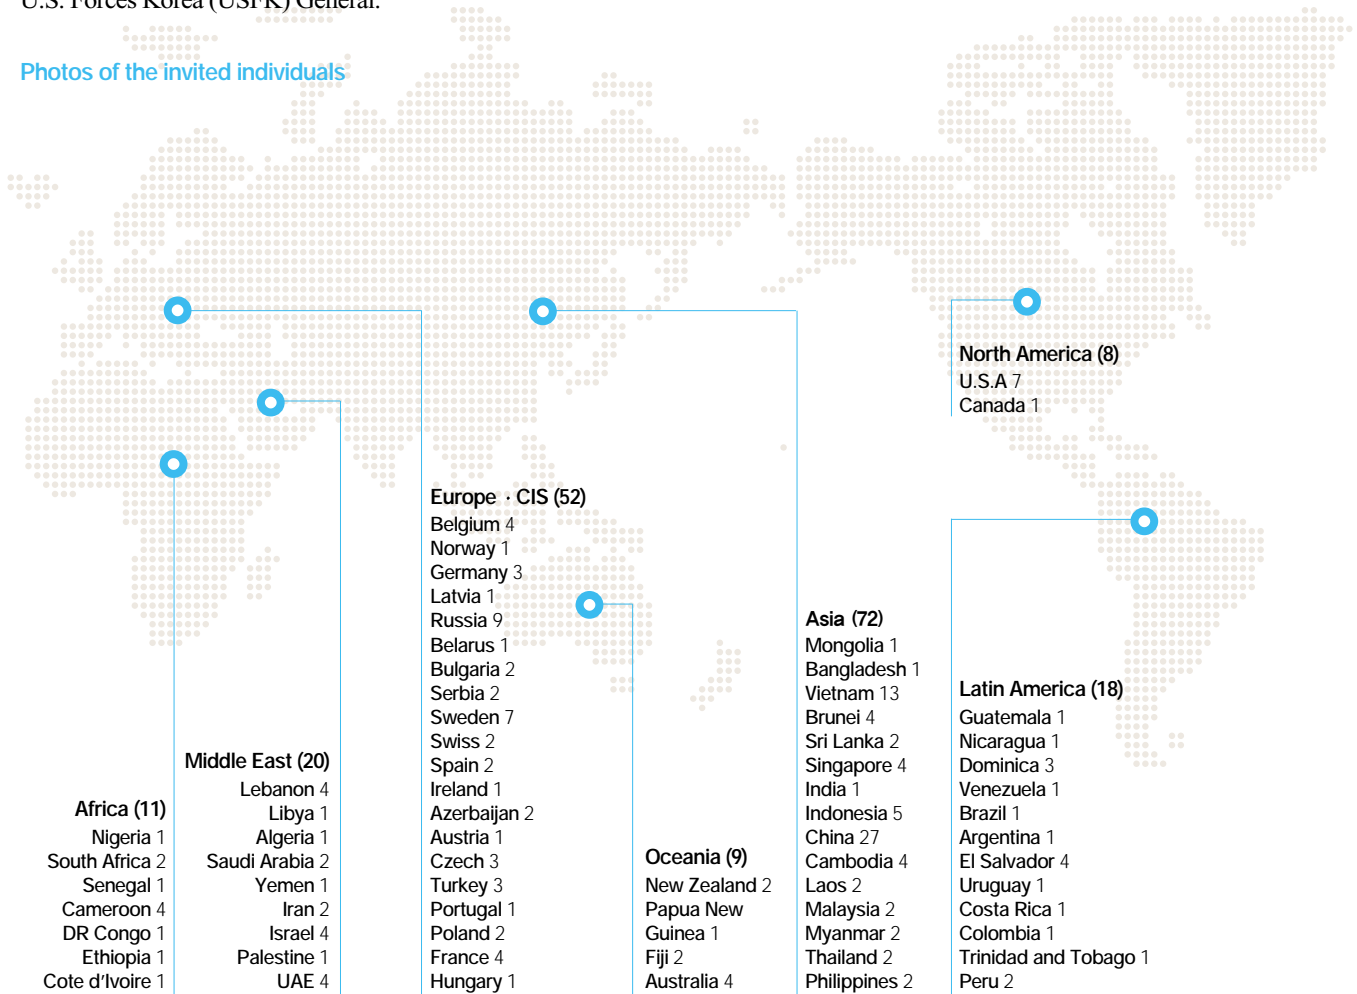 U.S. Forces Korea (USFK) General.
Photos of the invited individuals
North America (8)
U.S.A 7
Canada 1
Europe · CIS (52)
Belgium 4
Norway 1
Germany 3
Latvia 1
Russia 9
Belarus 1
Bulgaria 2
Serbia 2
Sweden 7
Swiss 2
Spain 2
Ireland 1
Azerbaijan 2
Austria 1
Czech 3
Turkey 3
Portugal 1
Poland 2
France 4
Hungary 1
Asia (72)
Mongolia 1
Bangladesh 1
Vietnam 13
Brunei 4
Sri Lanka 2
Singapore 4
India 1
Indonesia 5
China 27
Cambodia 4
Laos 2
Malaysia 2
Myanmar 2
Thailand 2
Philippines 2
Latin America (18)
Guatemala 1
Nicaragua 1
Dominica 3
Venezuela 1
Brazil 1
Argentina 1
El Salvador 4
Uruguay 1
Costa Rica 1
Colombia 1
Trinidad and Tobago 1
Peru 2
Middle East (20)
Lebanon 4
Libya 1
Algeria 1
Saudi Arabia 2
Yemen 1
Iran 2
Israel 4
Palestine 1
UAE 4
Africa (11)
Nigeria 1
South Africa 2
Senegal 1
Cameroon 4
DR Congo 1
Ethiopia 1
Cote d'Ivoire 1
Oceania (9)
New Zealand 2
Papua New
Guinea 1
Fiji 2
Australia 4